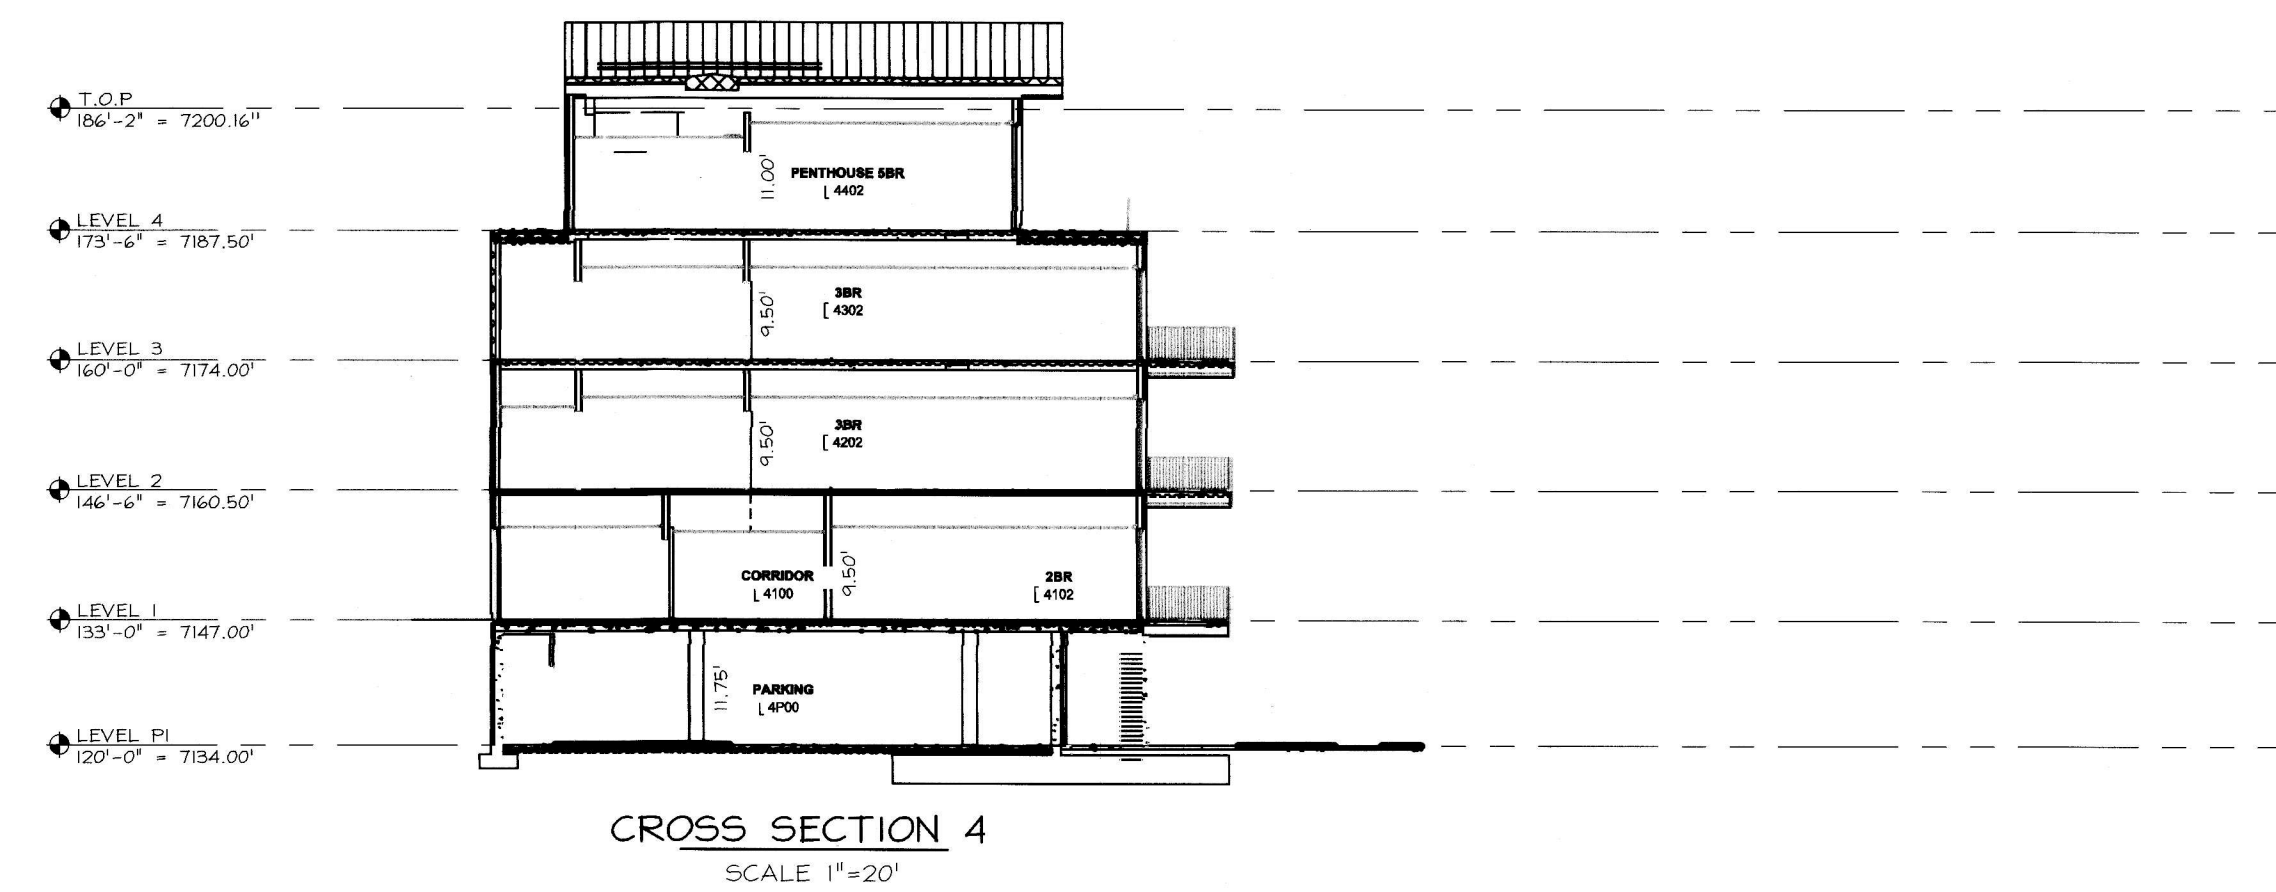 T.O.P
186'-2" = 7200.16"
11.00'
PENTHOUSE 5BR
4402
LEVEL 4
173'-6" = 7187.50'
9.50'
3BR
4302
LEVEL 3
160'-0" = 7174.00'
9.50'
3BR
4202
LEVEL 2
146'-6" = 7160.50'
CORRIDOR
4100
9.50'
2BR
4102
LEVEL 1
133'-0" = 7147.00'
11.75'
PARKING
4P00
LEVEL P1
120'-0" = 7134.00'
CROSS SECTION 4
SCALE 1"=20'